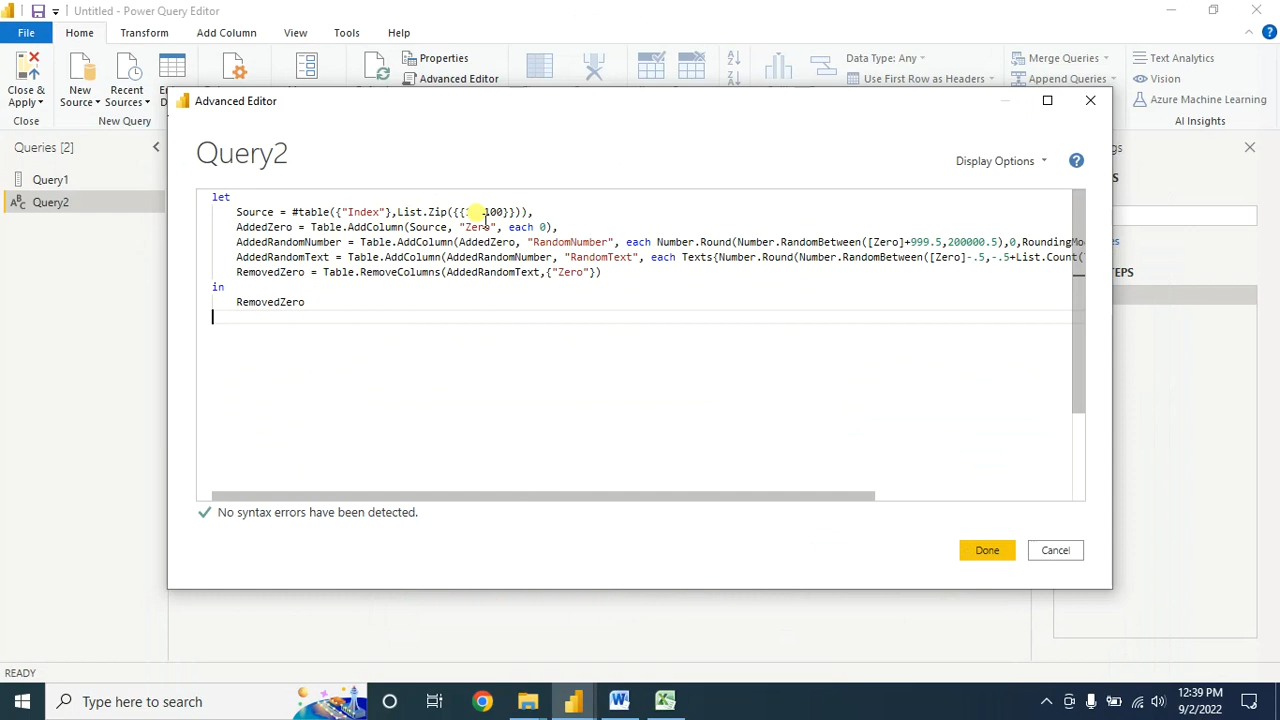 Untitled - Power Query Editor
File Home Transform Add Column View Tools Help
Close & Apply New Source Recent Sources Properties Advanced Editor Data Type: Any Use First Row as Headers Merge Queries Append Queries Text Analytics Vision Azure Machine Learning
Close New Query AI Insights
Advanced Editor
Queries [2]
Query1
Query2
Query2
Display Options
let
Source = #table({"Index"},List.Zip({{ 100}})),
AddedZero = Table.AddColumn(Source, "Zero", each 0),
AddedRandomNumber = Table.AddColumn(AddedZero, "RandomNumber", each Number.Round(Number.RandomBetween([Zero]+999.5,200000.5),0,RoundingMo
AddedRandomText = Table.AddColumn(AddedRandomNumber, "RandomText", each Texts{Number.Round(Number.RandomBetween([Zero]-.5,-.5+List.Count(
RemovedZero = Table.RemoveColumns(AddedRandomText,{"Zero"})
in
RemovedZero
No syntax errors have been detected.
Done Cancel
READY
Type here to search
12:39 PM
9/2/2022